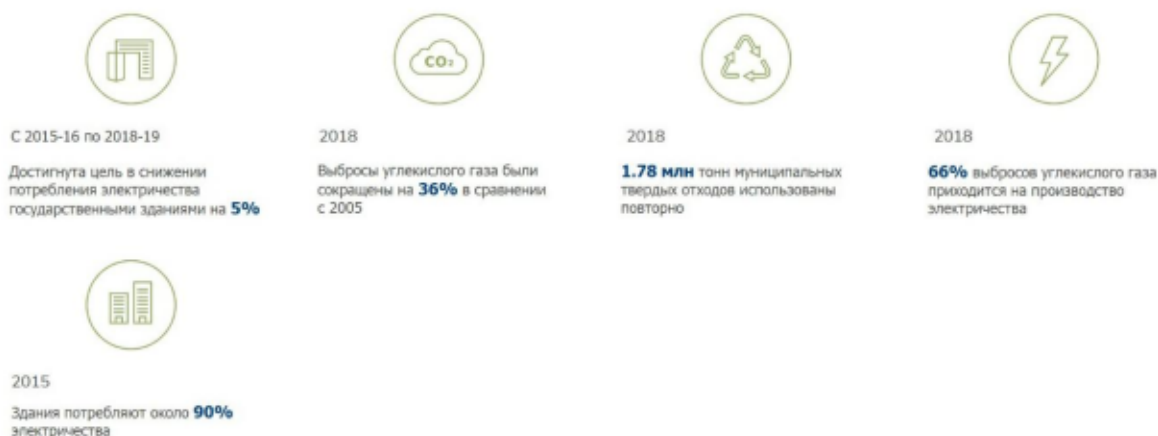 CO₂
С 2015-16 по 2018-19
Достигнута цель в снижении
потребления электричества
государственными зданиями на 5%
2018
Выбросы углекислого газа были
сокращены на 36% в сравнении
с 2005
2018
1.78 млн тонн муниципальных
твердых отходов использованы
повторно
2018
66% выбросов углекислого газа
приходится на производство
электричества
2015
Здания потребляют около 90%
электричества